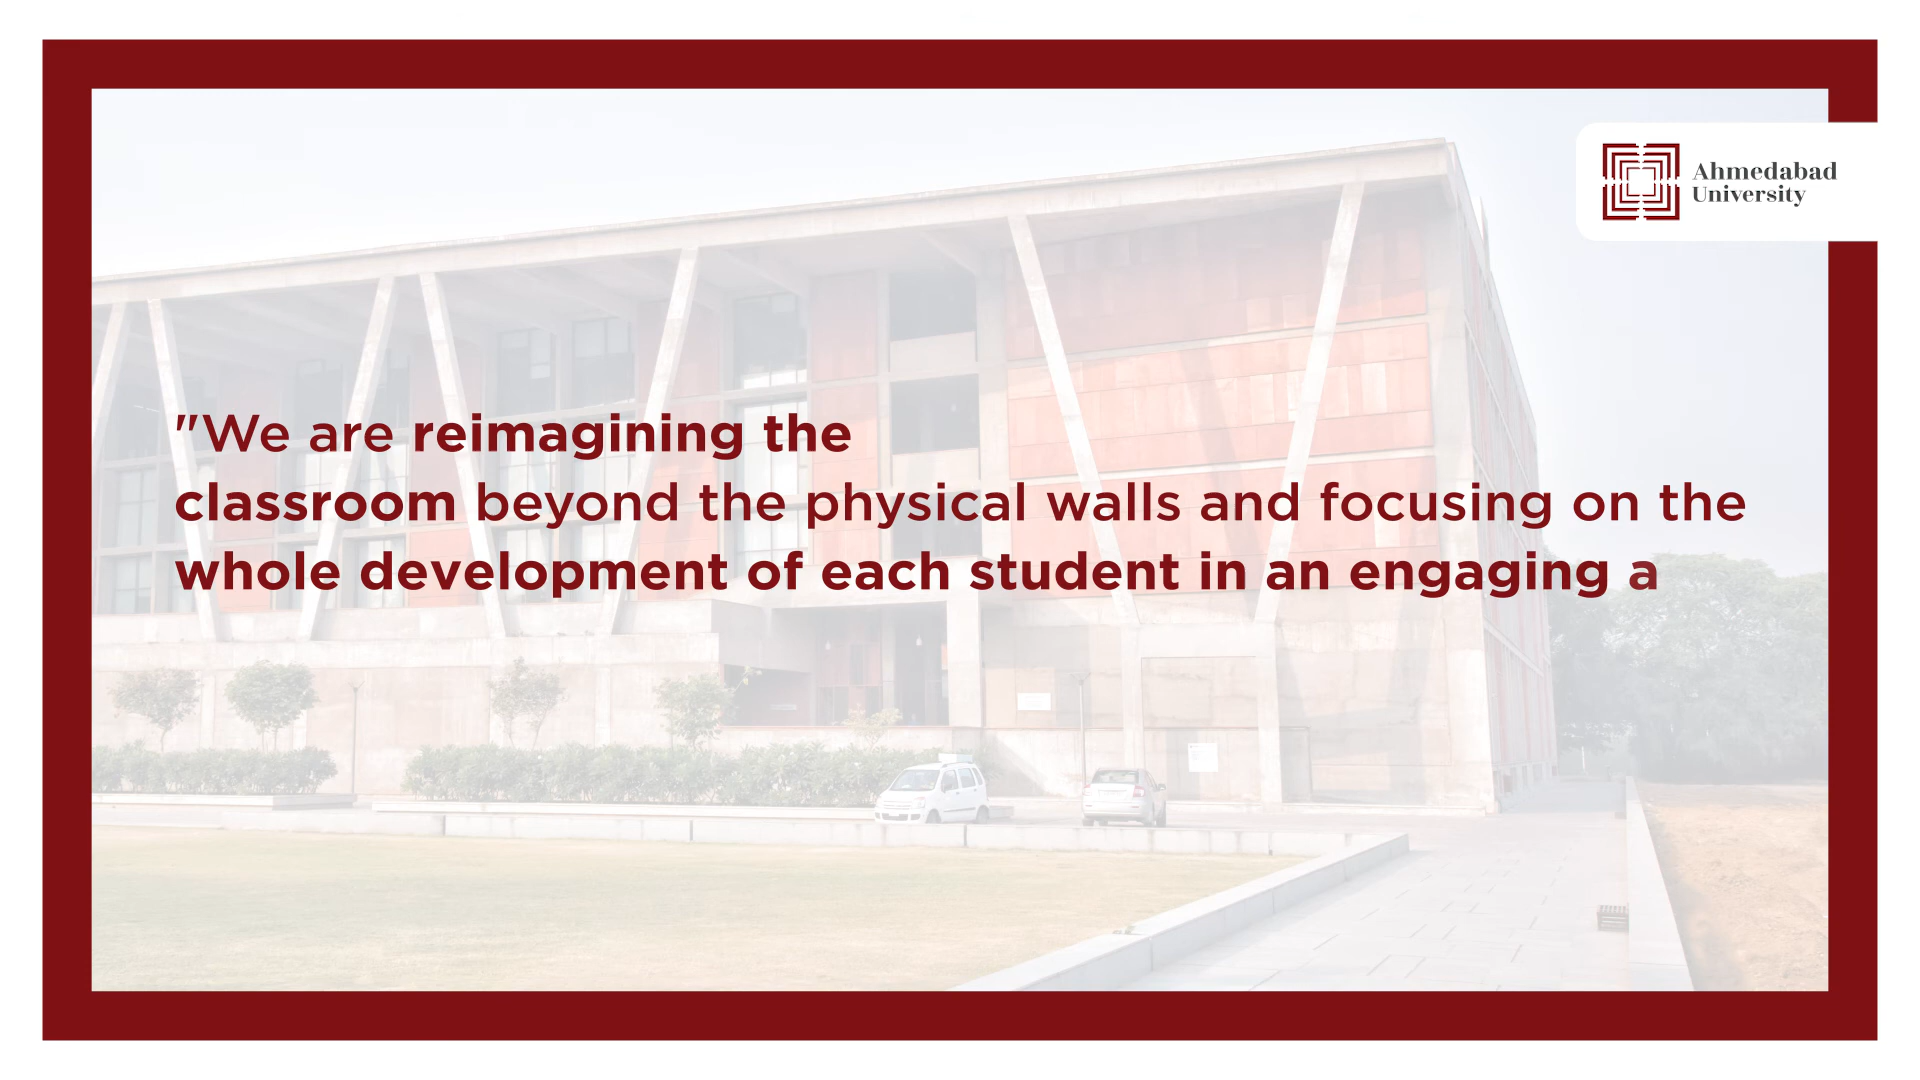 Ahmedabad
University
"We are reimagining the
classroom beyond the physical walls and focusing on the
whole development of each student in an engaging a